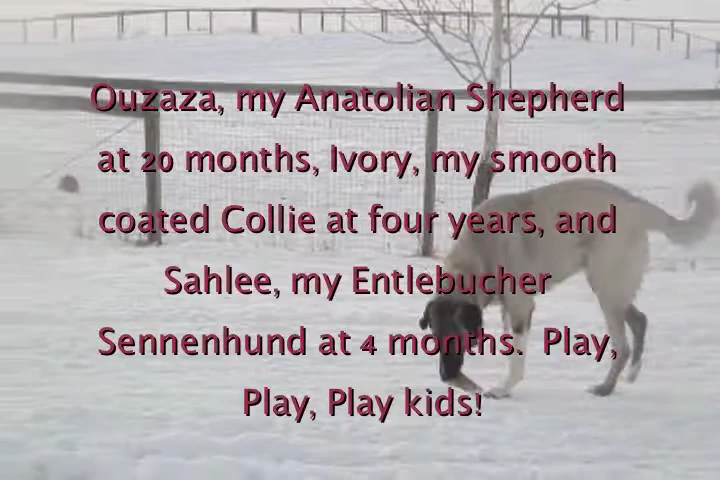 Ouzaza, my Anatolian Shepherd
at 20 months, Ivory, my smooth
coated Collie at four years, and
Sahlee, my Entlebucher
Sennenhund at 4 months.  Play,
Play, Play kids!